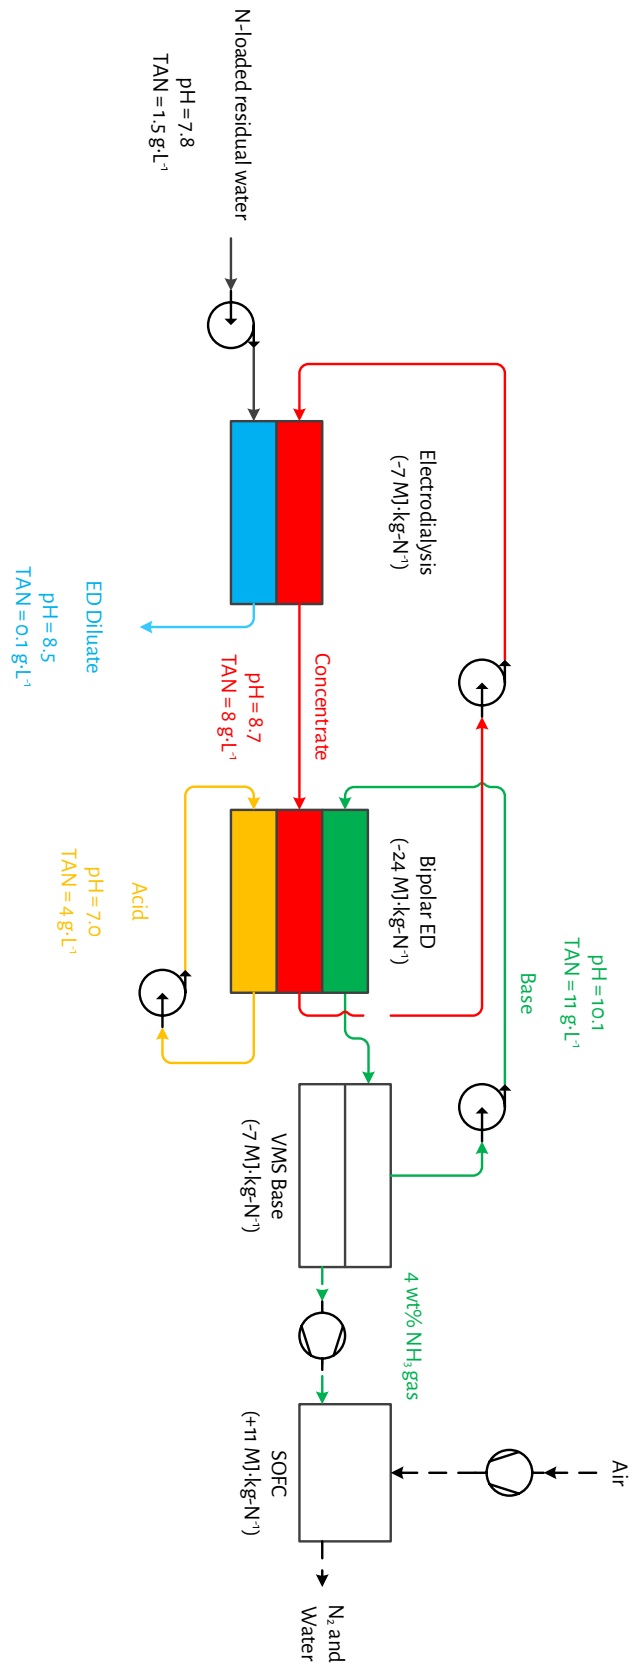 N-loaded residual water
pH = 7.8
TAN = 1.5 g·L⁻¹
Electrodialysis
(-7 MJ·kg-N⁻¹)
ED Diluate
pH = 8.5
TAN = 0.1 g·L⁻¹
Concentrate
pH = 8.7
TAN = 8 g·L⁻¹
Bipolar ED
(-24 MJ·kg-N⁻¹)
Acid
pH = 7.0
TAN = 4 g·L⁻¹
pH = 10.1
TAN = 11 g·L⁻¹
Base
VMS Base
(-7 MJ·kg-N⁻¹)
4 wt% NH₃ gas
SOFC
(+11 MJ·kg-N⁻¹)
Air
N₂ and
Water